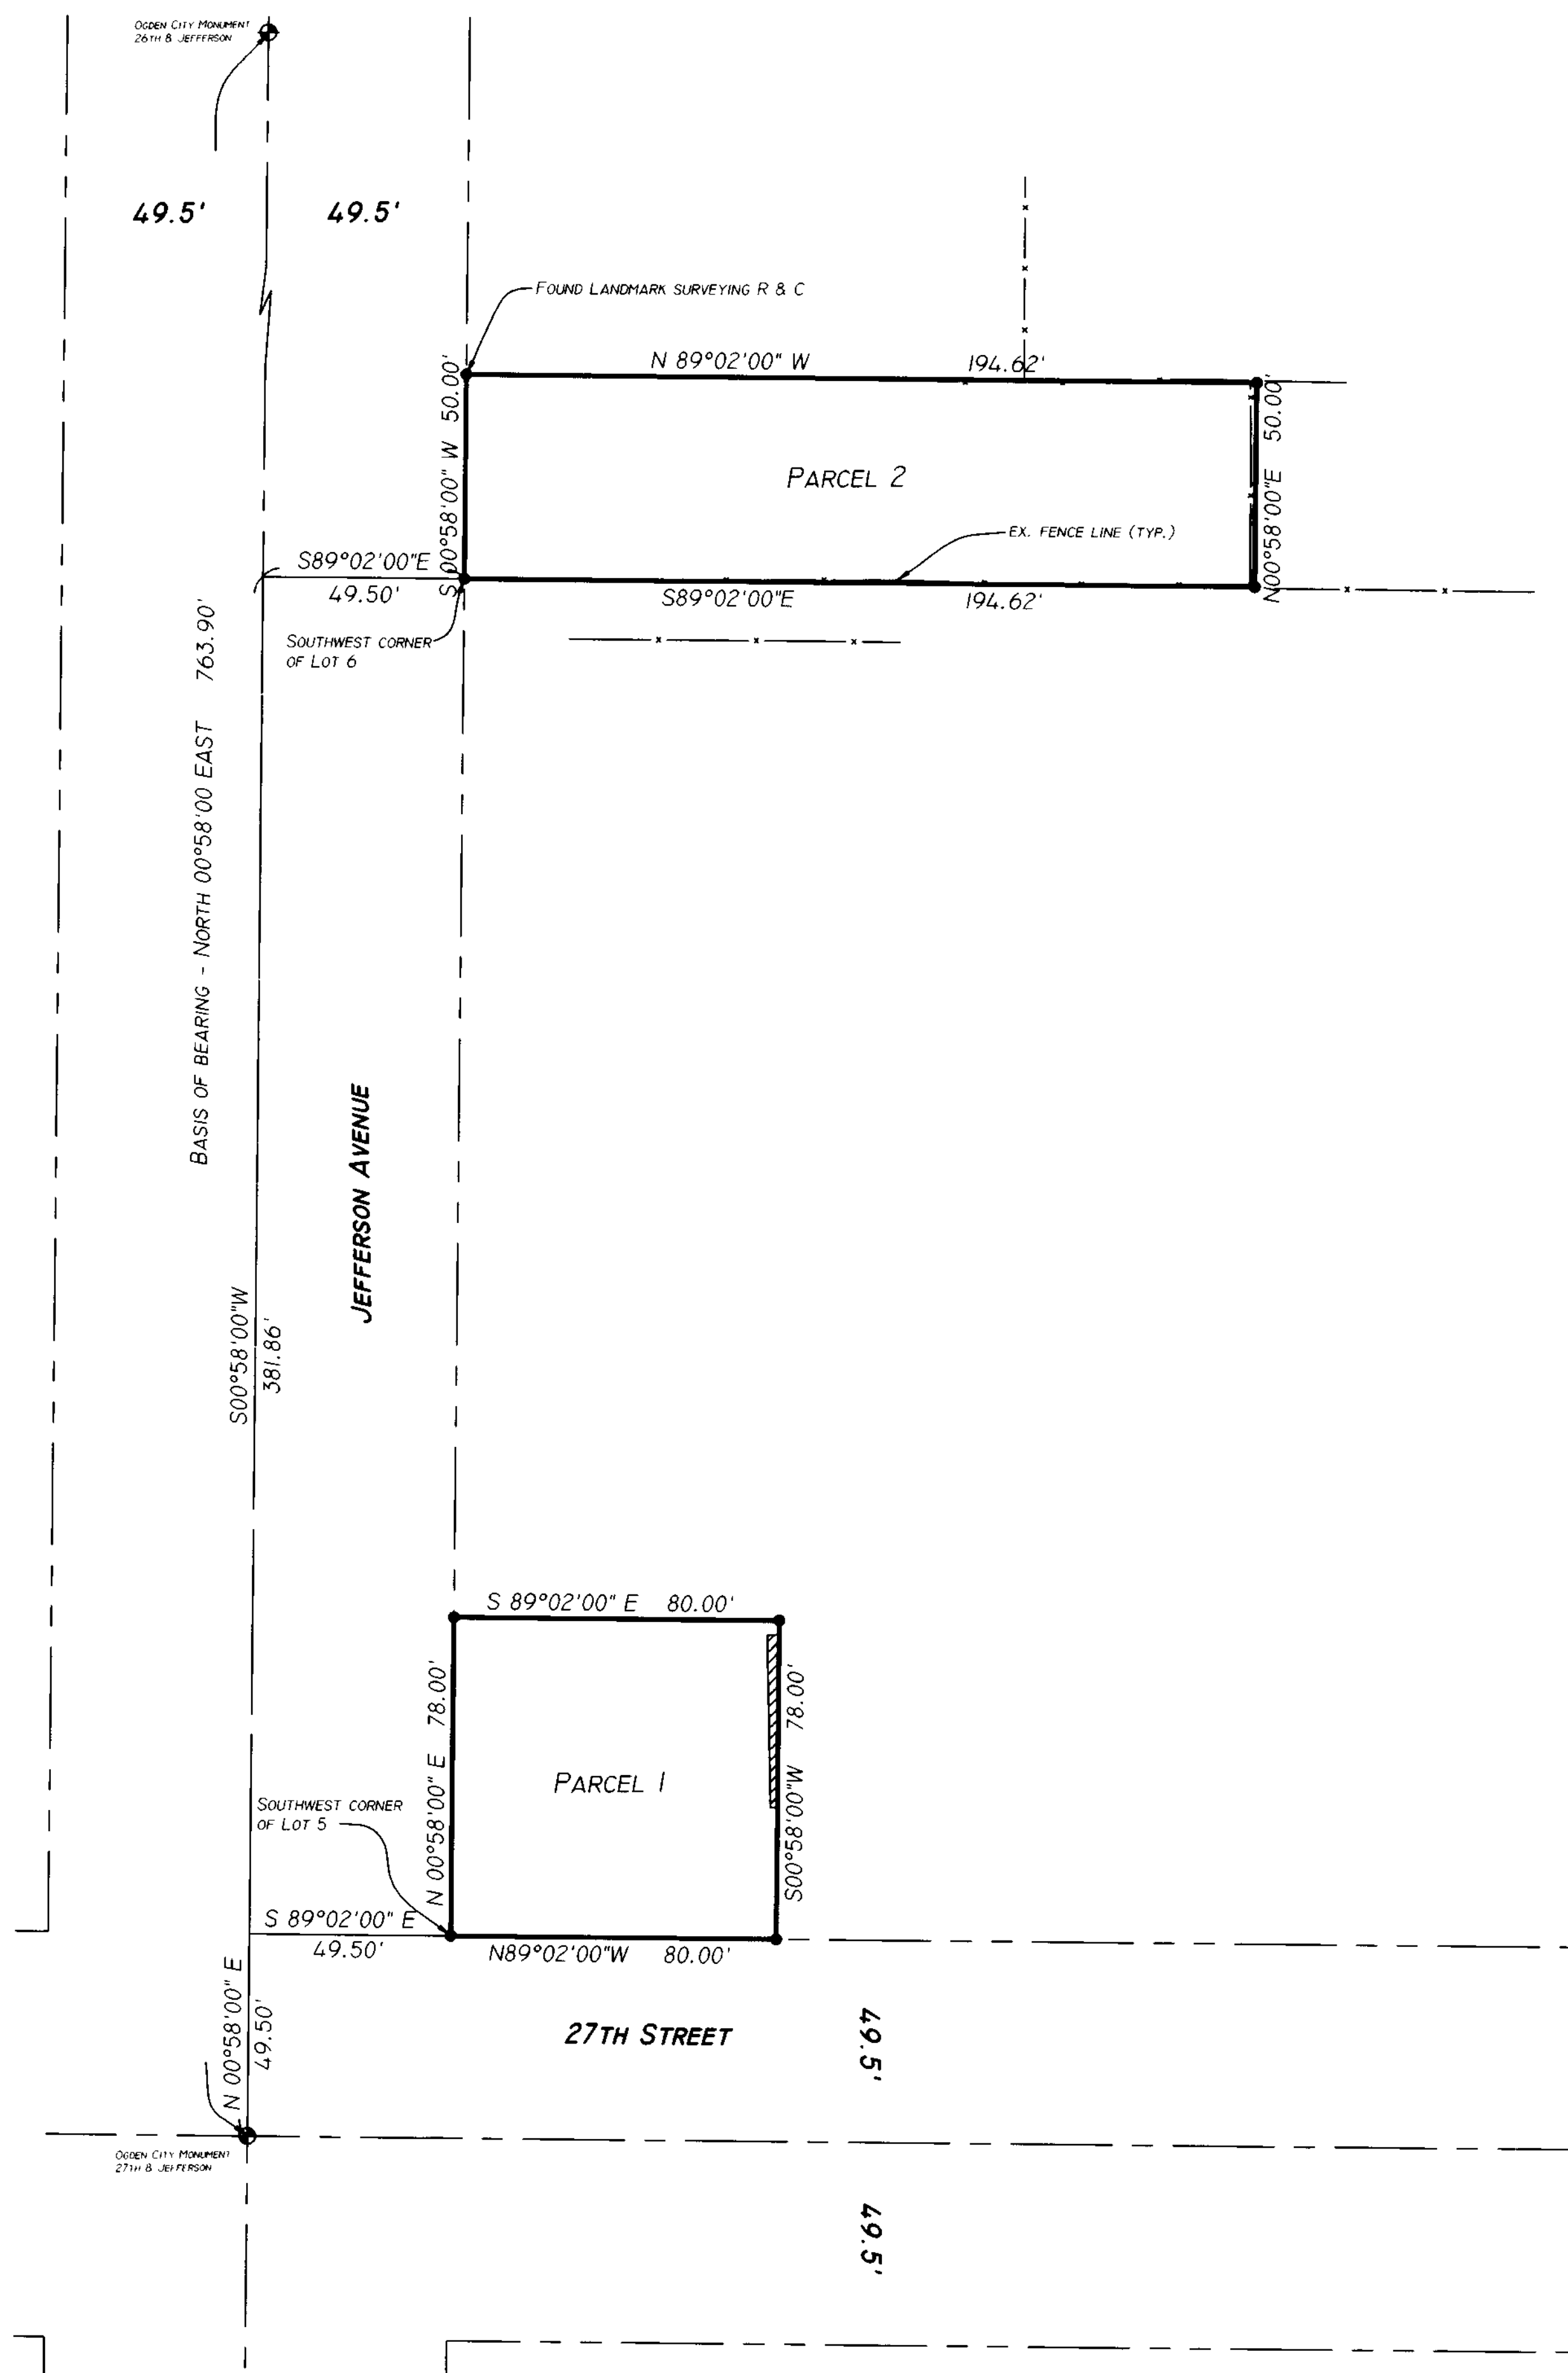 OGDEN CITY MONUMENT
26TH & JEFFERSON
49.5'
49.5'
FOUND LANDMARK SURVEYING R & C
N 89°02'00" W 194.62'
S 00°58'00" W 50.00'
N00°58'00"E 50.00'
PARCEL 2
EX. FENCE LINE (TYP.)
S89°02'00"E
49.50'
S89°02'00"E 194.62'
SOUTHWEST CORNER
OF LOT 6
BASIS OF BEARING - NORTH 00°58'00 EAST 763.90'
JEFFERSON AVENUE
S00°58'00"W
381.86'
S 89°02'00" E 80.00'
N 00°58'00" E 78.00'
S00°58'00"W 78.00'
PARCEL 1
SOUTHWEST CORNER
OF LOT 5
S 89°02'00" E
49.50'
N89°02'00"W 80.00'
N 00°58'00" E
49.50'
27TH STREET
49.5'
OGDEN CITY MONUMENT
27TH & JEFFERSON
49.5'